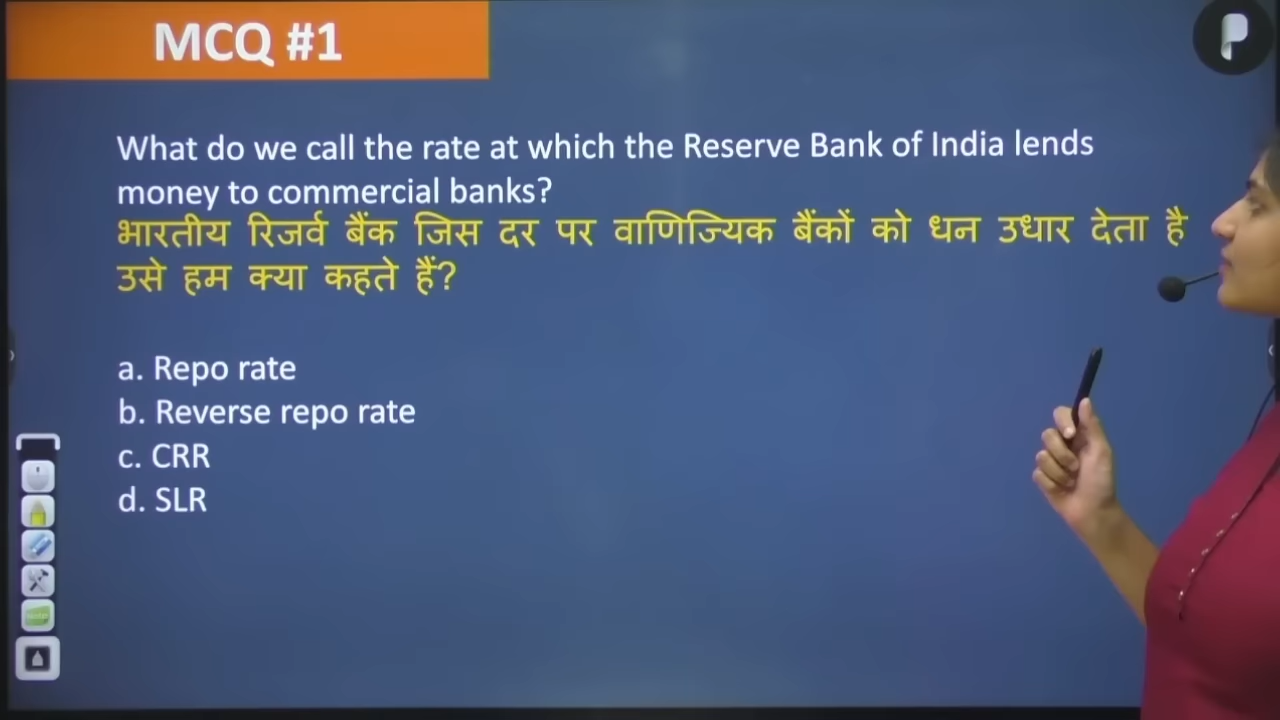 MCQ #1
What do we call the rate at which the Reserve Bank of India lends
money to commercial banks?
भारतीय रिजर्व बैंक जिस दर पर वाणिज्यिक बैंकों को धन उधार देता है
उसे हम क्या कहते हैं?
a. Repo rate
b. Reverse repo rate
c. CRR
d. SLR